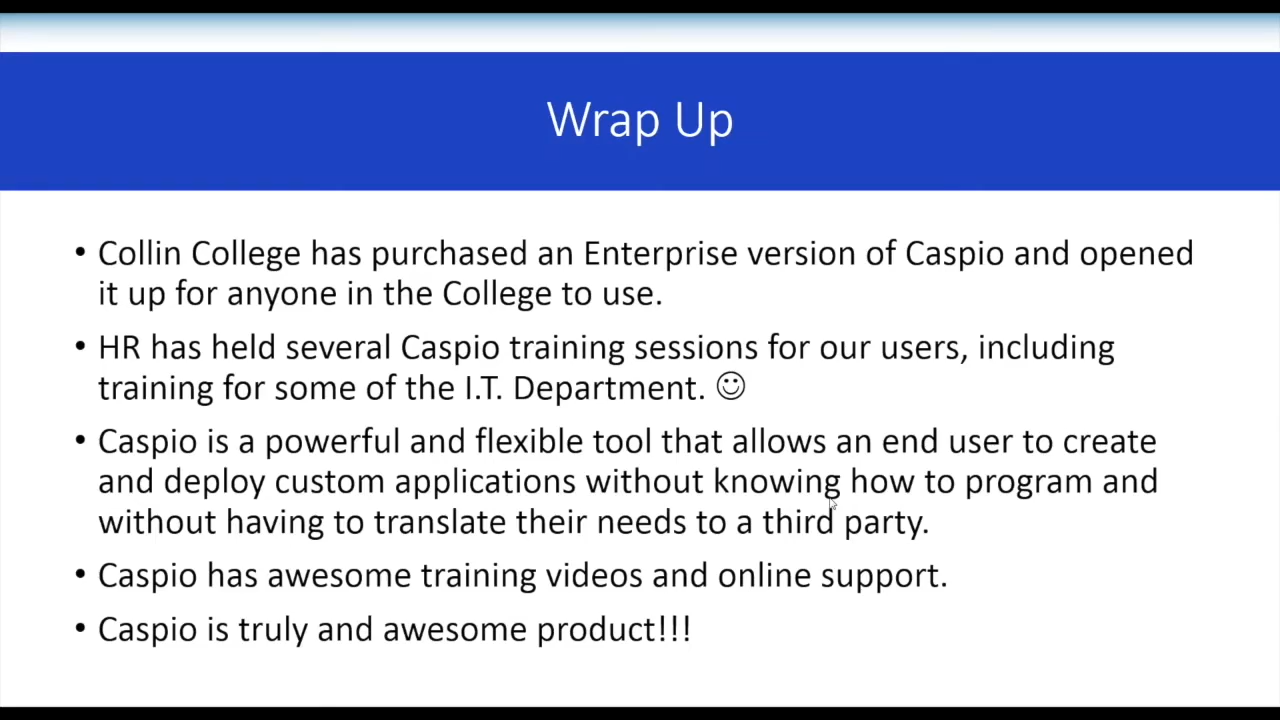 Wrap Up
• Collin College has purchased an Enterprise version of Caspio and opened
it up for anyone in the College to use.
• HR has held several Caspio training sessions for our users, including
training for some of the I.T. Department. ☺
• Caspio is a powerful and flexible tool that allows an end user to create
and deploy custom applications without knowing how to program and
without having to translate their needs to a third party.
• Caspio has awesome training videos and online support.
• Caspio is truly and awesome product!!!